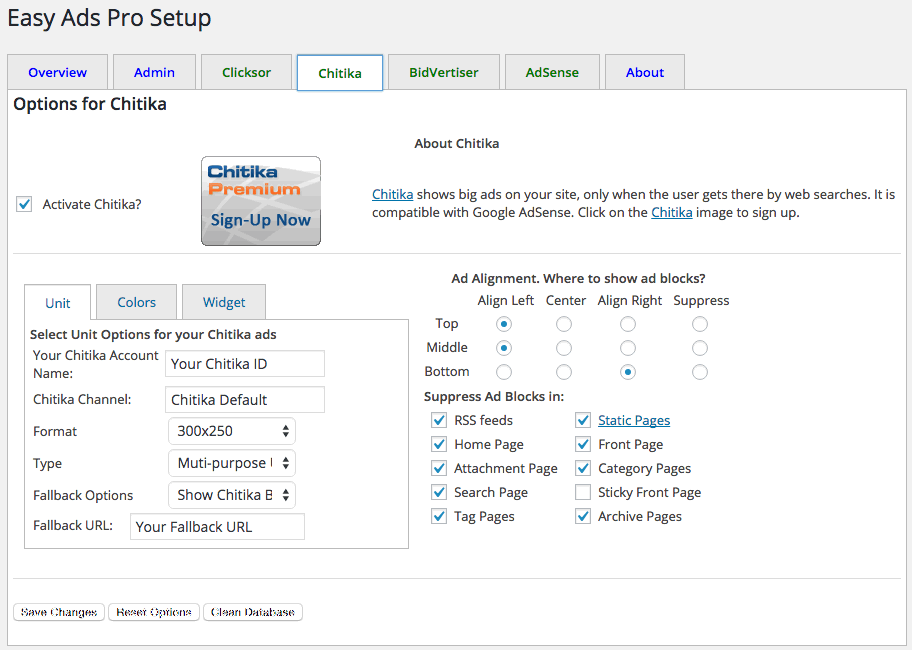 Easy Ads Pro Setup
Overview Admin Clicksor Chitika BidVertiser AdSense About
Options for Chitika
About Chitika
Activate Chitika?
Chitika
Premium
Sign-Up Now
Chitika shows big ads on your site, only when the user gets there by web searches. It is
compatible with Google AdSense. Click on the Chitika image to sign up.
Unit Colors Widget
Select Unit Options for your Chitika ads
Your Chitika Account
Name:
Your Chitika ID
Chitika Channel: Chitika Default
Format 300x250
Type Muti-purpose
Fallback Options Show Chitika B
Fallback URL: Your Fallback URL
Ad Alignment. Where to show ad blocks?
Align Left Center Align Right Suppress
Top
Middle
Bottom
Suppress Ad Blocks in:
RSS feeds Static Pages
Home Page Front Page
Attachment Page Category Pages
Search Page Sticky Front Page
Tag Pages Archive Pages
Save Changes Reset Options Clean Database